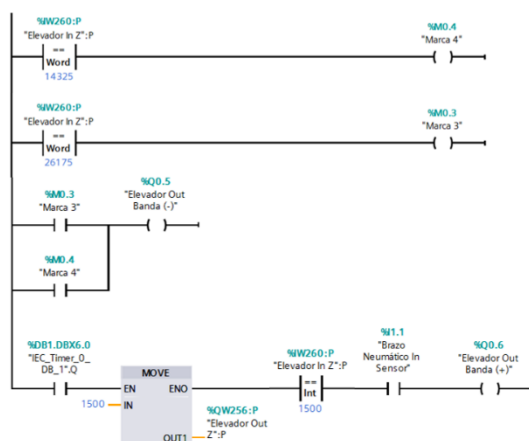 %IW260:P
"Elevador In Z":P
==
Word
14325
%M0.4
"Marca 4"
%IW260:P
"Elevador In Z":P
==
Word
26175
%M0.3
"Marca 3"
%M0.3
"Marca 3"
%Q0.5
"Elevador Out
Banda (-)"
%M0.4
"Marca 4"
%DB1.DBX6.0
"IEC_Timer_0_
DB_1".Q
MOVE
EN ENO
1500 IN
OUT1
%QW256:P
"Elevador Out
Z":P
%IW260:P
"Elevador In Z":P
==
Int
1500
%I1.1
"Brazo
Neumático In
Sensor"
%Q0.6
"Elevador Out
Banda (+)"